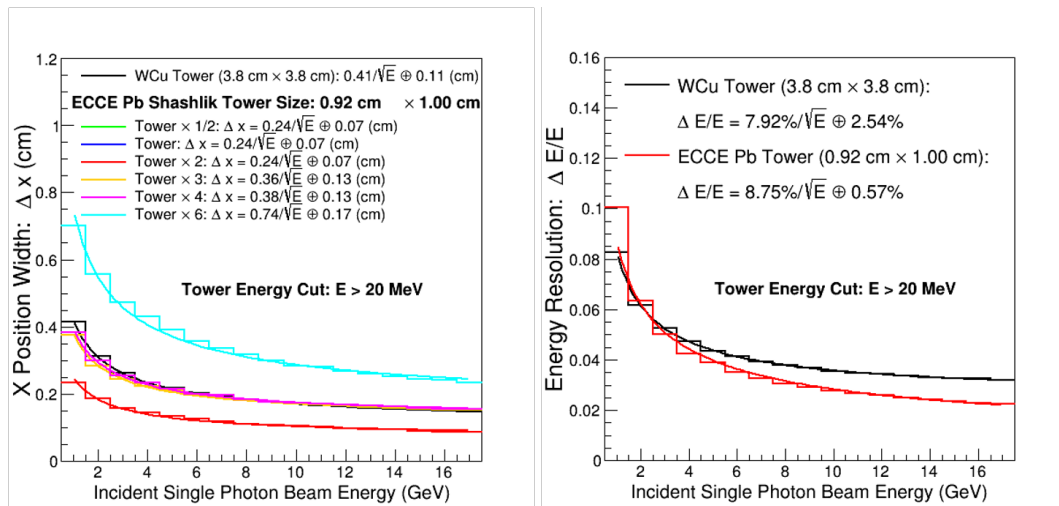 X Position Width: Δ x (cm)
1.2
1
0.8
0.6
0.4
0.2
0
WCu Tower (3.8 cm × 3.8 cm): 0.41/√E ⊕ 0.11 (cm)
ECCE Pb Shashlik Tower Size: 0.92 cm × 1.00 cm
Tower × 1/2: Δ x = 0.24/√E ⊕ 0.07 (cm)
Tower: Δ x = 0.24/√E ⊕ 0.07 (cm)
Tower × 2: Δ x = 0.24/√E ⊕ 0.07 (cm)
Tower × 3: Δ x = 0.36/√E ⊕ 0.13 (cm)
Tower × 4: Δ x = 0.38/√E ⊕ 0.13 (cm)
Tower × 6: Δ x = 0.74/√E ⊕ 0.17 (cm)
Tower Energy Cut: E > 20 MeV
2 4 6 8 10 12 14 16
Incident Single Photon Beam Energy (GeV)
Energy Resolution: Δ E/E
0.16
0.14
0.12
0.1
0.08
0.06
0.04
0.02
0
WCu Tower (3.8 cm × 3.8 cm):
Δ E/E = 7.92%/√E ⊕ 2.54%
ECCE Pb Tower (0.92 cm × 1.00 cm):
Δ E/E = 8.75%/√E ⊕ 0.57%
Tower Energy Cut: E > 20 MeV
2 4 6 8 10 12 14 16
Incident Single Photon Beam Energy (GeV)